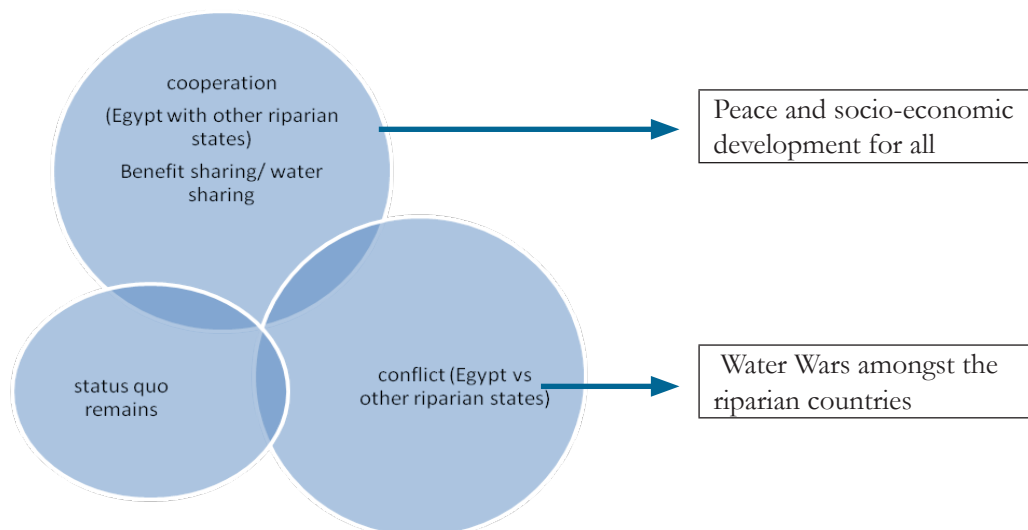 cooperation
(Egypt with other riparian
states)
Benefit sharing/ water
sharing
Peace and socio-economic
development for all
status quo
remains
conflict (Egypt vs
other riparian states)
Water Wars amongst the
riparian countries